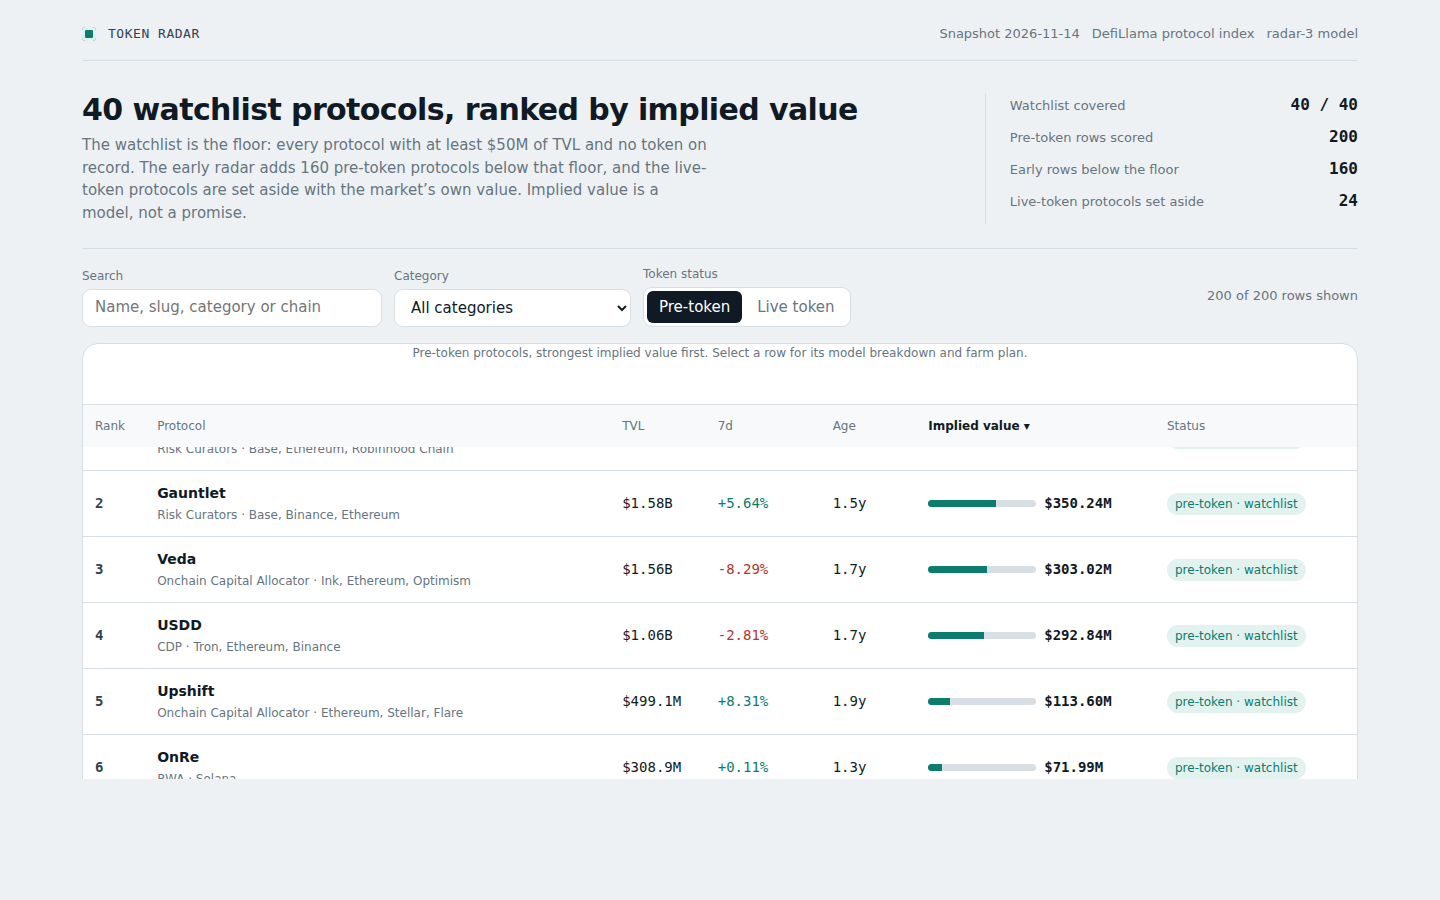 TOKEN RADAR
Snapshot 2026-11-14 DefiLlama protocol index radar-3 model
40 watchlist protocols, ranked by implied value
The watchlist is the floor: every protocol with at least $50M of TVL and no token on
record. The early radar adds 160 pre-token protocols below that floor, and the live-
token protocols are set aside with the market’s own value. Implied value is a
model, not a promise.
Watchlist covered 40 / 40
Pre-token rows scored 200
Early rows below the floor 160
Live-token protocols set aside 24
Search
Name, slug, category or chain
Category
All categories
Token status
Pre-token Live token
200 of 200 rows shown
Pre-token protocols, strongest implied value first. Select a row for its model breakdown and farm plan.
Rank Protocol TVL 7d Age Implied value ▾ Status
Risk Curators · Base, Ethereum, Robinhood Chain
2 Gauntlet $1.58B +5.64% 1.5y $350.24M pre-token · watchlist
Risk Curators · Base, Binance, Ethereum
3 Veda $1.56B -8.29% 1.7y $303.02M pre-token · watchlist
Onchain Capital Allocator · Ink, Ethereum, Optimism
4 USDD $1.06B -2.81% 1.7y $292.84M pre-token · watchlist
CDP · Tron, Ethereum, Binance
5 Upshift $499.1M +8.31% 1.9y $113.60M pre-token · watchlist
Onchain Capital Allocator · Ethereum, Stellar, Flare
6 OnRe $308.9M +0.11% 1.3y $71.99M pre-token · watchlist
RWA · Solana